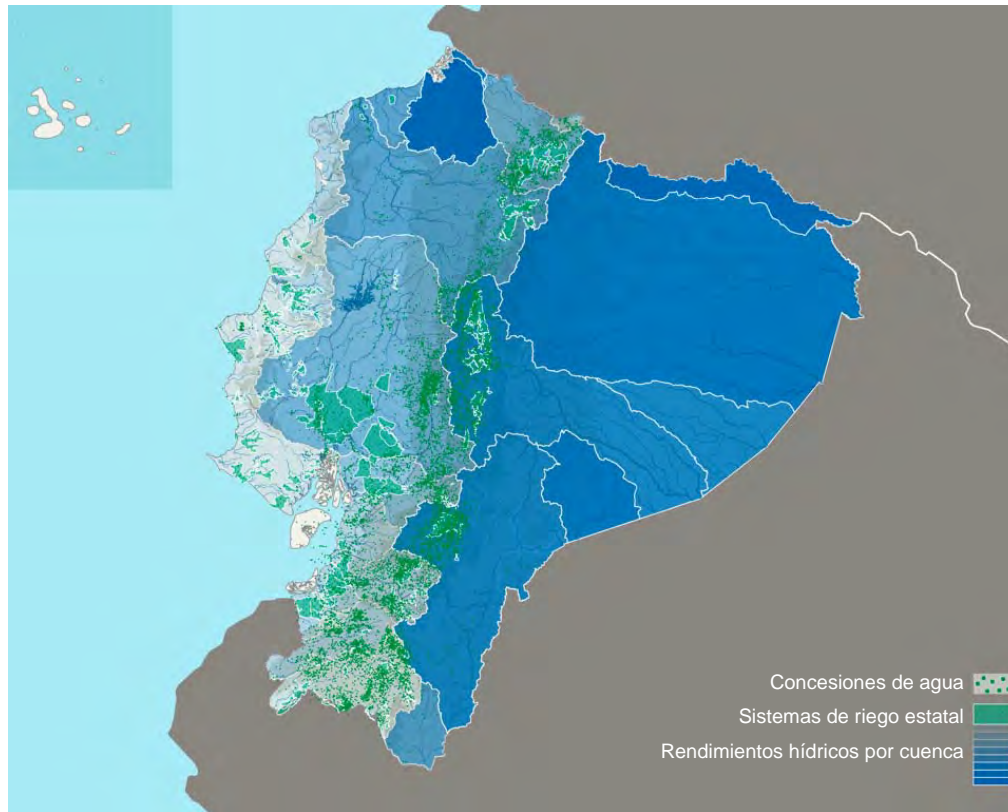 Concesiones de agua
Sistemas de riego estatal
Rendimientos hídricos por cuenca